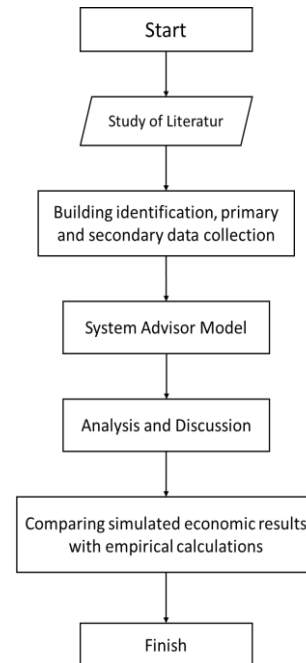 Start
Study of Literatur
Building identification, primary
and secondary data collection
System Advisor Model
Analysis and Discussion
Comparing simulated economic results
with empirical calculations
Finish